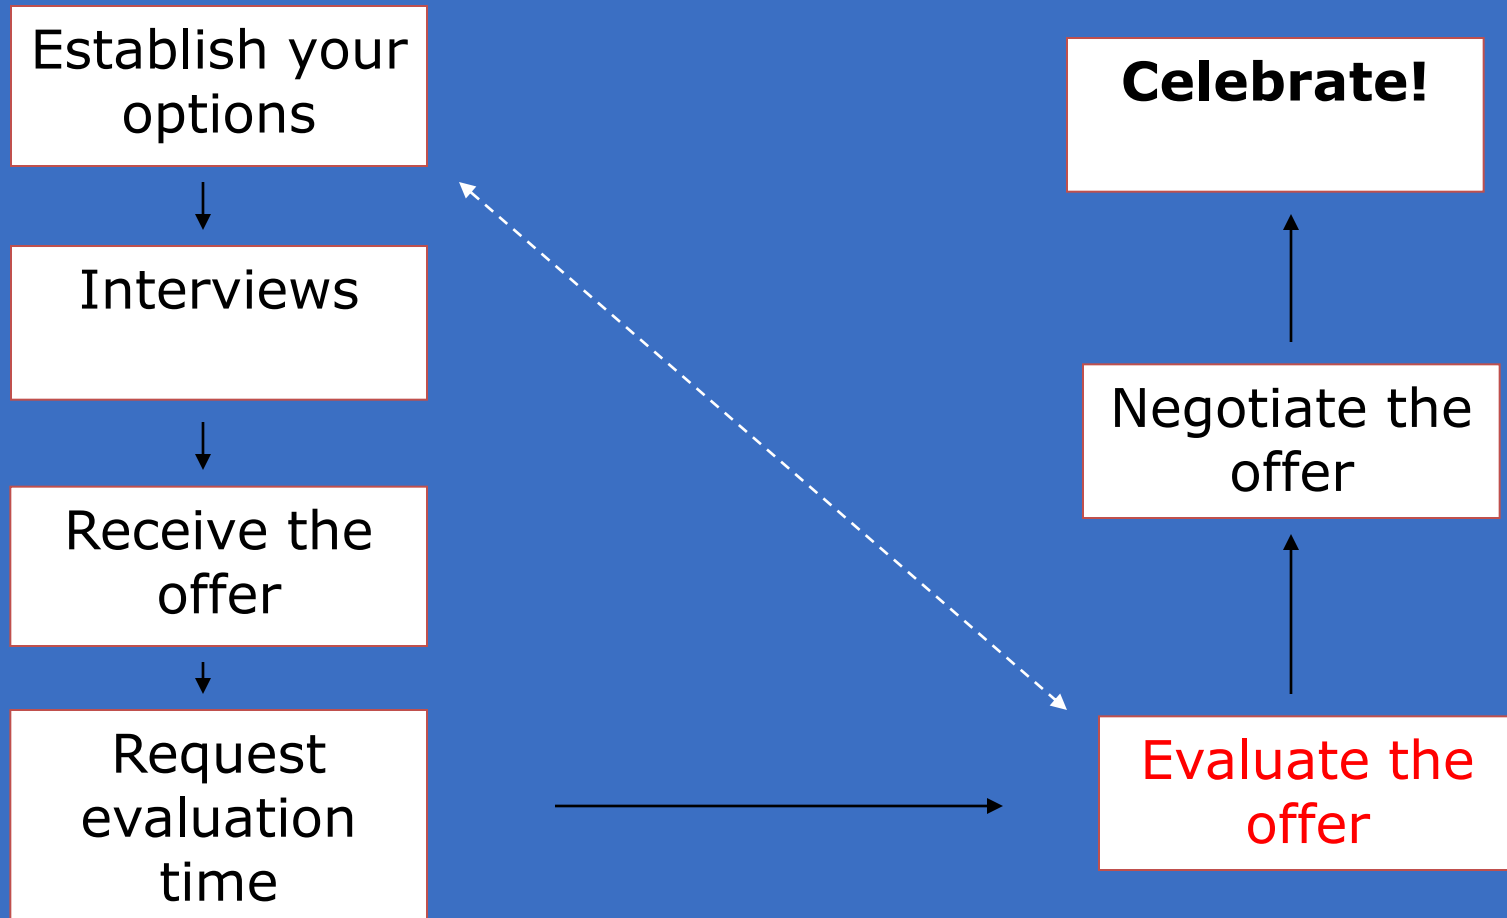 Establish your
options
Interviews
Receive the
offer
Request
evaluation
time
Evaluate the
offer
Negotiate the
offer
Celebrate!